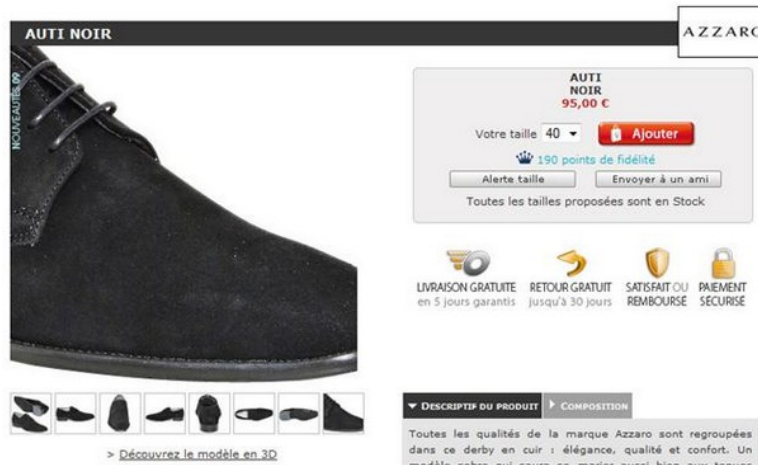 AUTI NOIR
AZZARO
NOUVEAUTÉS 09
AUTI
NOIR
95,00 €
Votre taille 40 Ajouter
190 points de fidélité
Alerte taille Envoyer à un ami
Toutes les tailles proposées sont en Stock
LIVRAISON GRATUITE
en 5 jours garantis
RETOUR GRATUIT
jusqu'à 30 jours
SATISFAIT OU
REMBOURSÉ
PAIEMENT
SÉCURISÉ
> Découvrez le modèle en 3D
DESCRIPTIF DU PRODUIT COMPOSITION
Toutes les qualités de la marque Azzaro sont regroupées
dans ce derby en cuir : élégance, qualité et confort. Un